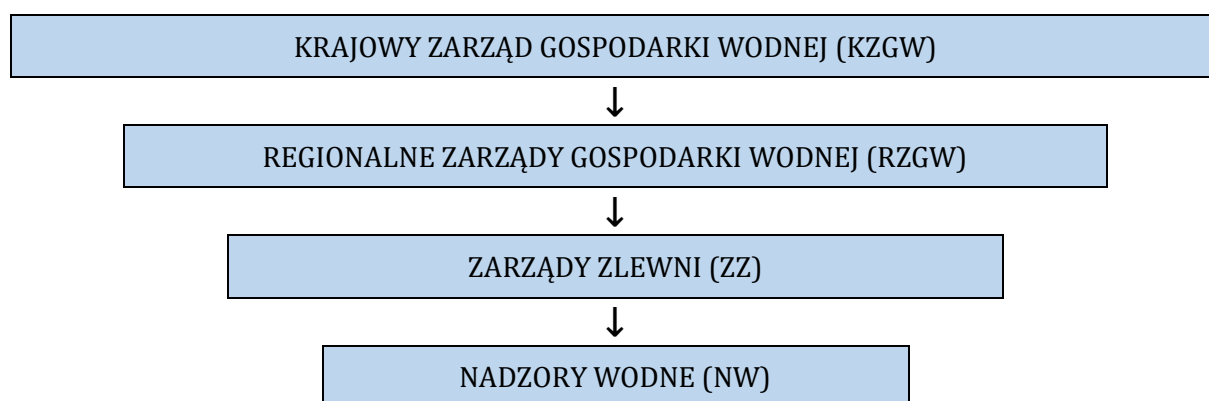 KRAJOWY ZARZĄD GOSPODARKI WODNEJ (KZGW)
↓
REGIONALNE ZARZĄDY GOSPODARKI WODNEJ (RZGW)
↓
ZARZĄDY ZLEWNI (ZZ)
↓
NADZORY WODNE (NW)